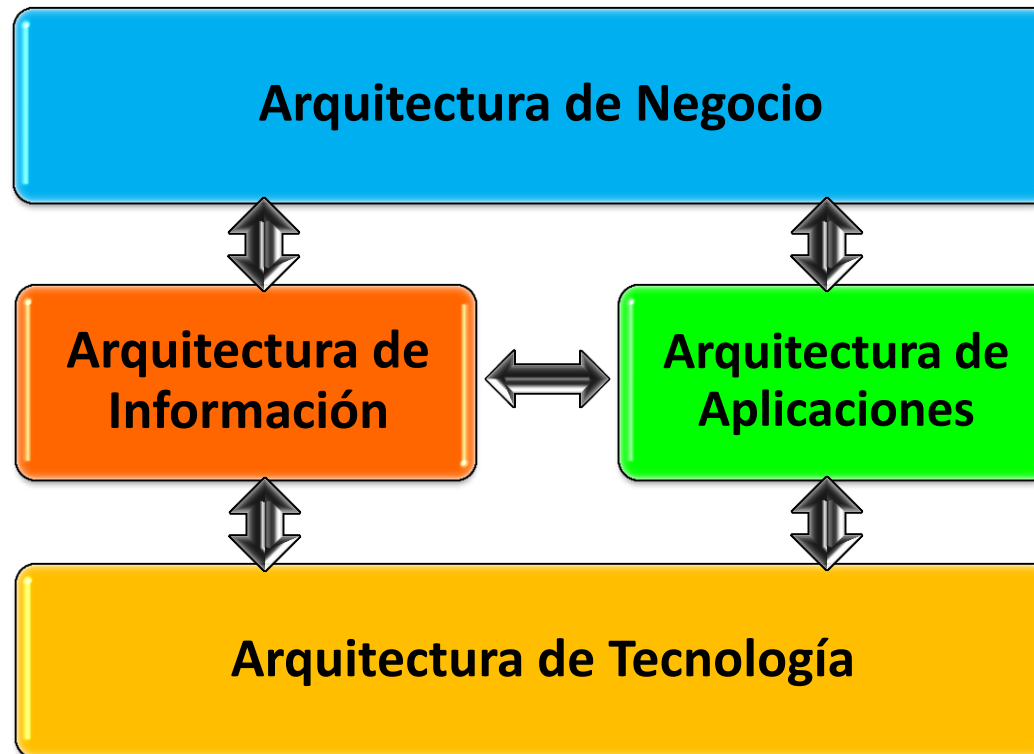 Arquitectura de Negocio
Arquitectura de
Información
Arquitectura de
Aplicaciones
Arquitectura de Tecnología